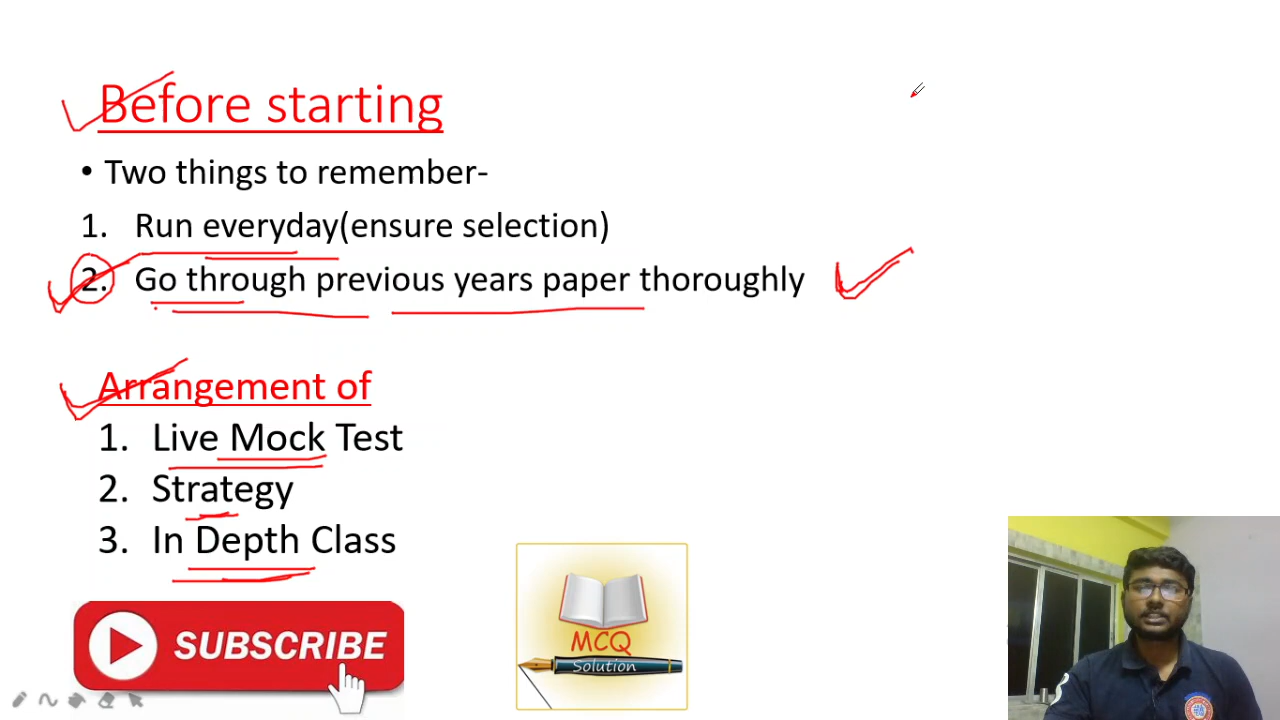 Before starting
• Two things to remember-
1. Run everyday(ensure selection)
2. Go through previous years paper thoroughly
Arrangement of
1. Live Mock Test
2. Strategy
3. In Depth Class
SUBSCRIBE
MCQ
Solution